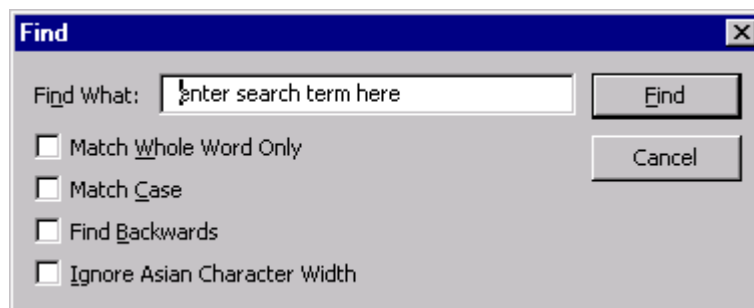 Find
Find What: enter search term here Find
Match Whole Word Only Cancel
Match Case
Find Backwards
Ignore Asian Character Width